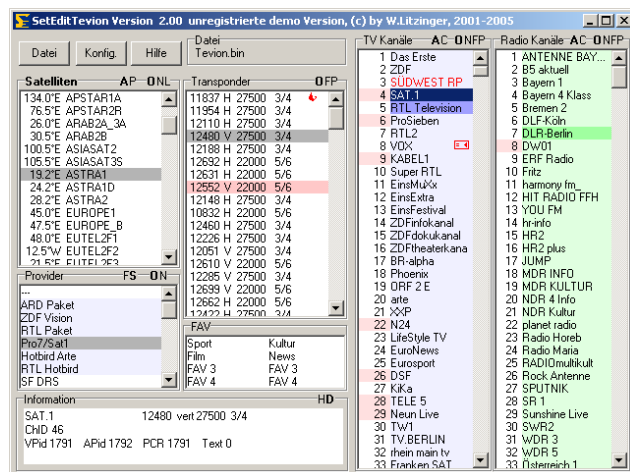 SetEditTevion Version 2.00 unregistrierte demo Version, (c) by W.Litzinger, 2001-2005
Datei
Konfig.
Hilfe
Datei
Tevion.bin
Satelliten AP ONL
134.0°E APSTAR1A
76.5°E APSTAR2R
26.0°E ARAB2A_3A
30.5°E ARAB2B
100.5°E ASIASAT2
105.5°E ASIASAT3S
19.2°E ASTRA1
24.2°E ASTRA1D
28.2°E ASTRA2
45.0°E EUROPE1
47.5°E EUROPE_B
48.0°E EUTEL2F1
12.5°W EUTEL2F2
21.5°E EUTEL2F3
Transponder OFP
11837 H 27500 3/4
11954 H 27500 3/4
12110 H 27500 3/4
12480 V 27500 3/4
12188 H 27500 3/4
12692 H 22000 5/6
12631 H 22000 5/6
12552 V 22000 5/6
12148 H 27500 3/4
10832 H 22000 5/6
12460 H 27500 3/4
12226 H 27500 3/4
12051 V 27500 3/4
12610 V 22000 5/6
12285 V 27500 3/4
12699 V 22000 5/6
12662 H 22000 5/6
12422 H 27500 3/4
Provider FS ON
---
ARD Paket
ZDF Vision
RTL Paket
Pro7/Sat1
Hotbird Arte
RTL Hotbird
SF DRS
FAV
Sport Kultur
Film News
FAV 3 FAV 3
FAV 4 FAV 4
Information HD
SAT.1 12480 vert 27500 3/4
ChID 46
VPid 1791 APid 1792 PCR 1791 Text 0
TV Kanäle AC ONFP
1 Das Erste
2 ZDF
3 SÜDWEST RP
4 SAT.1
5 RTL Television
6 ProSieben
7 RTL2
8 VOX
9 KABEL1
10 Super RTL
11 EinsMuXx
12 EinsExtra
13 EinsFestival
14 ZDFinfokanal
15 ZDFdokukanal
16 ZDFtheaterkana
17 BR-alpha
18 Phoenix
19 ORF 2 E
20 arte
21 XXP
22 N24
23 LifeStyle TV
24 EuroNews
25 Eurosport
26 DSF
27 KiKa
28 TELE 5
29 Neun Live
30 TW1
31 TV.BERLIN
32 rhein main tv
33 Franken SAT
Radio Kanäle AC ONFP
1 ANTENNE BAY...
2 B5 aktuell
3 Bayern 1
4 Bayern 4 Klass
5 Bremen 2
6 DLF-Köln
7 DLR-Berlin
8 DW01
9 ERF Radio
10 Fritz
11 harmony fm_
12 HIT RADIO FFH
13 YOU FM
14 hr-info
15 HR2
16 HR2 plus
17 JUMP
18 MDR INFO
19 MDR KULTUR
20 NDR 4 Info
21 NDR Kultur
22 planet radio
23 Radio Horeb
24 Radio Maria
25 RADIOmultikult
26 Rock Antenne
27 SPUTNIK
28 SR 1
29 Sunshine Live
30 SWR2
31 WDR 3
32 WDR 5
33 Österreich 1